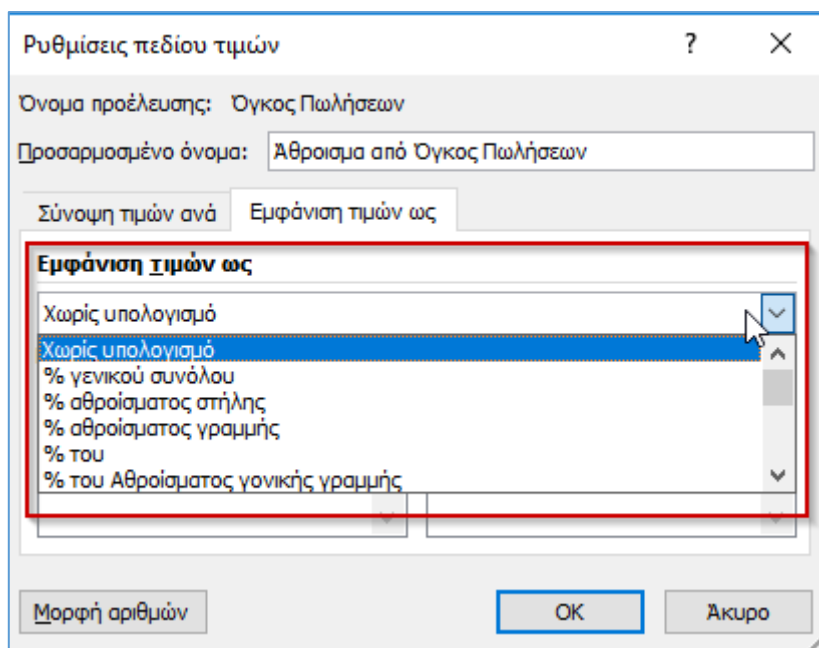 Ρυθμίσεις πεδίου τιμών ?
Όνομα προέλευσης: Όγκος Πωλήσεων
Προσαρμοσμένο όνομα: Άθροισμα από Όγκος Πωλήσεων
Σύνοψη τιμών ανά Εμφάνιση τιμών ως
Εμφάνιση τιμών ως
Χωρίς υπολογισμό
Χωρίς υπολογισμό
% γενικού συνόλου
% αθροίσματος στήλης
% αθροίσματος γραμμής
% του
% του Αθροίσματος γονικής γραμμής
Μορφή αριθμών OK Άκυρο